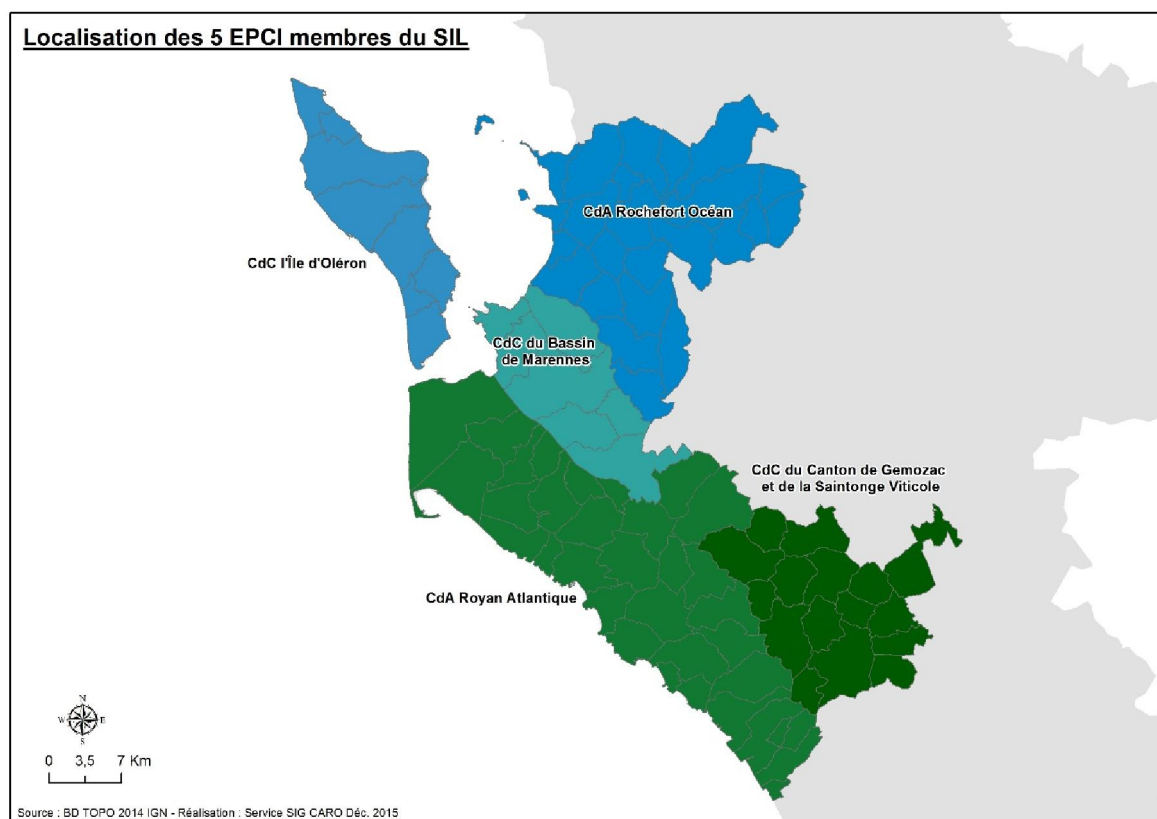 Localisation des 5 EPCI membres du SIL
CdA Rochefort Océan
CdC l'Île d'Oléron
CdC du Bassin
de Marennes
CdC du Canton de Gemozac
et de la Saintonge Viticole
CdA Royan Atlantique
N
W E
S
0 3,5 7 Km
Source : BD TOPO 2014 IGN - Réalisation : Service SIG CARO Déc. 2015